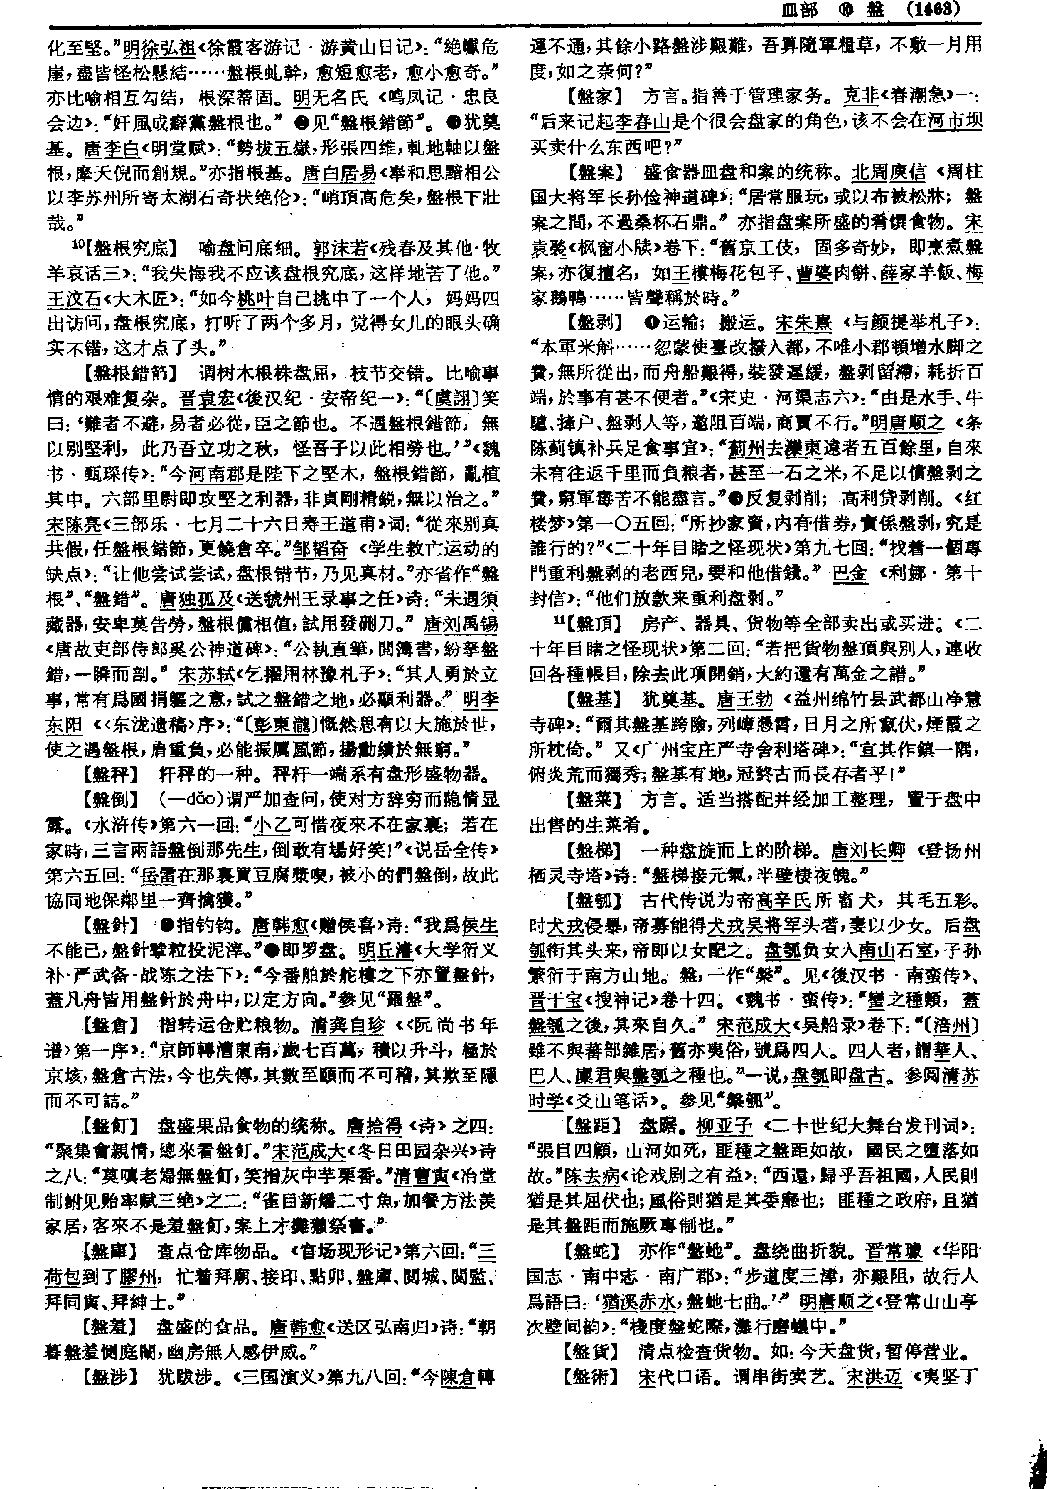 皿部 ⑩ 盤 (1463)
化至堅。”明徐弘祖《徐霞客游记·游黄山日记》：“绝巘危
崖，盡皆怪松懸結……盤根虬幹，愈短愈老，愈小愈奇。”
亦比喻相互勾结，根深蒂固。明无名氏《鸣凤记·忠良
会边》：“奸風成癖黨盤根也。” ❷见“盤根錯節”。❸犹奠
基。唐李白《明堂赋》：“勢拔五嶽，形張四維，軋地軸以盤
根，摩天倪而創規。”亦指根基。唐白居易《奉和思黯相公
以李苏州所寄太湖石奇状绝伦》：“峭頂高危矣，盤根下壯
哉。”
¹⁰【盤根究底】 喻盘问底细。郭沫若《残春及其他·牧
羊哀话三》：“我失悔我不应该盘根究底，这样地苦了他。”
王汶石《大木匠》：“如今桃叶自己挑中了一个人，妈妈四
出访问，盘根究底，打听了两个多月，觉得女儿的眼头确
实不错，这才点了头。”
【盤根錯節】 谓树木根株盘屈，枝节交错。比喻事
情的艰难复杂。晋袁宏《後汉纪·安帝纪一》：“〔虞詡〕笑
曰：‘難者不避，易者必從，臣之節也。不遇盤根錯節，無
以别堅利，此乃吾立功之秋，怪吾子以此相勞也。’”《魏
书·甄琛传》：“今河南郡是陛下之堅木，盤根錯節，亂植
其中。六部里尉即攻堅之利器，非貞剛精鋭，無以治之。”
宋陈亮《三部乐·七月二十六日寿王道甫》词：“從來别真
共假，任盤根錯節，更饒倉卒。”邹韬奋《学生救亡运动的
缺点》：“让他尝试尝试，盘根错节，乃见真材。”亦省作“盤
根”、“盤錯”。唐独孤及《送虢州王录事之任》诗：“未遇須
藏器，安卑莫告勞，盤根儻相值，試用發硎刀。” 唐刘禹锡
《唐故吏部侍郎奚公神道碑》：“公執直筆，閲濤書，紛拏盤
錯，一瞬而剖。” 宋苏轼《乞擢用林豫札子》：“其人勇於立
事，常有爲國捐軀之意，試之盤錯之地，必顯利器。” 明李
东阳《〈东泷遗稿〉序》：“〔彭東瀧〕慨然思有以大施於世，
使之遇盤根，肩重負，必能振厲風節，揚勳績於無窮。”
【盤秤】 杆秤的一种。秤杆一端系有盘形盛物器。
【盤倒】 (—dǎo)谓严加查问，使对方辞穷而隐情显
露。《水浒传》第六一回：“小乙可惜夜來不在家裏；若在
家時，三言兩語盤倒那先生，倒敢有場好笑！”《说岳全传》
第六五回：“岳雷在那裏買豆腐漿喫，被小的們盤倒，故此
協同地保鄰里一齊擒獲。”
【盤針】 ❶指钓钩。唐韩愈《赠侯喜》诗：“我爲侯生
不能已，盤針擘粒投泥滓。”❷即罗盘。明丘濬《大学衍义
补·严武备·战陈之法下》：“今番舶於舵樓之下亦置盤針，
蓋凡舟皆用盤針於舟中，以定方向。”参见“羅盤”。
【盤倉】 指转运仓贮粮物。清龚自珍《〈阮尚书年
谱〉第一序》：“京師轉漕東南，歲七百萬，積以升斗，極於
京垓，盤倉古法，今也失傳，其數至頤而不可稽，其欺至隱
而不可詰。”
【盤飣】 盘盛果品食物的统称。唐拾得《诗》之四：
“聚集會親情，總來看盤飣。”宋范成大《冬日田园杂兴》诗
之八：“莫嗔老婦無盤飣，笑指灰中芋栗香。”清曹寅《冶堂
制鲋见贻率赋三绝》之二：“雀目新燔二寸魚，加餐方法羨
家居，客來不是羞盤飣，案上才攤獺祭書。”
【盤庫】 查点仓库物品。《官场现形记》第六回：“三
荷包到了膠州，忙着拜廟、接印、點卯、盤庫、閲城、閲監、
拜同寅、拜紳士。”
【盤羞】 盘盛的食品。唐韩愈《送区弘南归》诗：“朝
暮盤羞惻庭闈，幽房無人感伊威。”
【盤涉】 犹跋涉。《三国演义》第九八回：“今陳倉轉
運不通，其餘小路盤涉艱難，吾算隨軍糧草，不敷一月用
度，如之奈何？”
【盤家】 方言。指善于管理家务。克非《春潮急》一：
“后来记起李春山是个很会盘家的角色，该不会在河市坝
买卖什么东西吧？”
【盤案】 盛食器皿盘和案的统称。北周庾信《周柱
国大将军长孙俭神道碑》：“居常服玩，或以布被松牀；盤
案之間，不過桑杯石鼎。” 亦指盘案所盛的肴馔食物。宋
袁褧《枫窗小牍》卷下：“舊京工伎，固多奇妙，即烹煮盤
案，亦復擅名，如王樓梅花包子、曹婆肉餅、薛家羊飯、梅
家鵝鴨……皆聲稱於時。”
【盤剥】 ❶运输；搬运。宋朱熹《与颜提举札子》：
“本軍米斛……忽蒙使臺改撥入都，不唯小郡頓增水脚之
費，無所從出，而舟船難得，裝發遲緩，盤剥留滯，耗折百
端，於事有甚不便者。”《宋史·河渠志六》：“由是水手、牛
驢、捧户、盤剥人等，邀阻百端，商賈不行。”明唐顺之《条
陈蓟镇补兵足食事宜》：“薊州去灤東遠者五百餘里，自來
未有往返千里而負粮者，甚至一石之米，不足以償盤剥之
費，窮軍毒苦不能盡言。”❷反复剥削；高利贷剥削。《红
楼梦》第一〇五回：“所抄家資，内有借券，實係盤剥，究是
誰行的？”《二十年目睹之怪现状》第九七回：“找着一個專
門重利盤剥的老西兒，要和他借錢。” 巴金《利娜·第十
封信》：“他们放款来重利盘剥。”
¹¹【盤頂】 房产、器具、货物等全部卖出或买进。《二
十年目睹之怪现状》第二回：“若把貨物盤頂與别人，連收
回各種帳目，除去此項開銷，大約還有萬金之譜。”
【盤基】 犹奠基。唐王勃《益州绵竹县武都山净慧
寺碑》：“爾其盤基跨險，列嶂懸霄，日月之所竄伏，煙霞之
所枕倚。” 又《广州宝庄严寺舍利塔碑》：“宜其作鎮一隅，
俯炎荒而獨秀；盤基有地，冠終古而長存者乎！”
【盤菜】 方言。适当搭配并经加工整理，置于盘中
出售的生菜肴。
【盤梯】 一种盘旋而上的阶梯。唐刘长卿《登扬州
栖灵寺塔》诗：“盤梯接元氣，半壁棲夜魄。”
【盤瓠】 古代传说为帝高辛氏所畜犬，其毛五彩。
时犬戎侵暴，帝募能得犬戎吴将军头者，妻以少女。后盘
瓠衔其头来，帝即以女配之。盘瓠负女入南山石室，子孙
繁衍于南方山地。盤，一作“槃”。见《後汉书·南蛮传》、
晋干宝《搜神记》卷十四。《魏书·蛮传》：“蠻之種類，蓋
盤瓠之後，其來自久。” 宋范成大《吴船录》卷下：“〔涪州〕
雖不與蕃部雜居，舊亦夷俗，號爲四人。四人者，謂華人、
巴人、廩君與盤瓠之種也。”一说，盘瓠即盘古。参阅清苏
时学《爻山笔话》。参见“槃瓠”。
【盤距】 盘踞。柳亚子《二十世纪大舞台发刊词》：
“張目四顧，山河如死，匪種之盤距如故，國民之墮落如
故。”陈去病《论戏剧之有益》：“西還，歸乎吾祖國，人民則
猶是其屈伏也；風俗則猶是其委靡也；匪種之政府，且猶
是其盤距而施厥專制也。”
【盤蛇】 亦作“盤虵”。盘绕曲折貌。晋常璩《华阳
国志·南中志·南广郡》：“步道度三津，亦艱阻，故行人
爲語曰：‘猶溪赤水，盤虵七曲。’” 明唐顺之《登常山山亭
次壁间韵》：“棧度盤蛇際，灘行磨蟻中。”
【盤貨】 清点检查货物。如：今天盘货，暂停营业。
【盤術】 宋代口语。谓串街卖艺。宋洪迈《夷坚丁